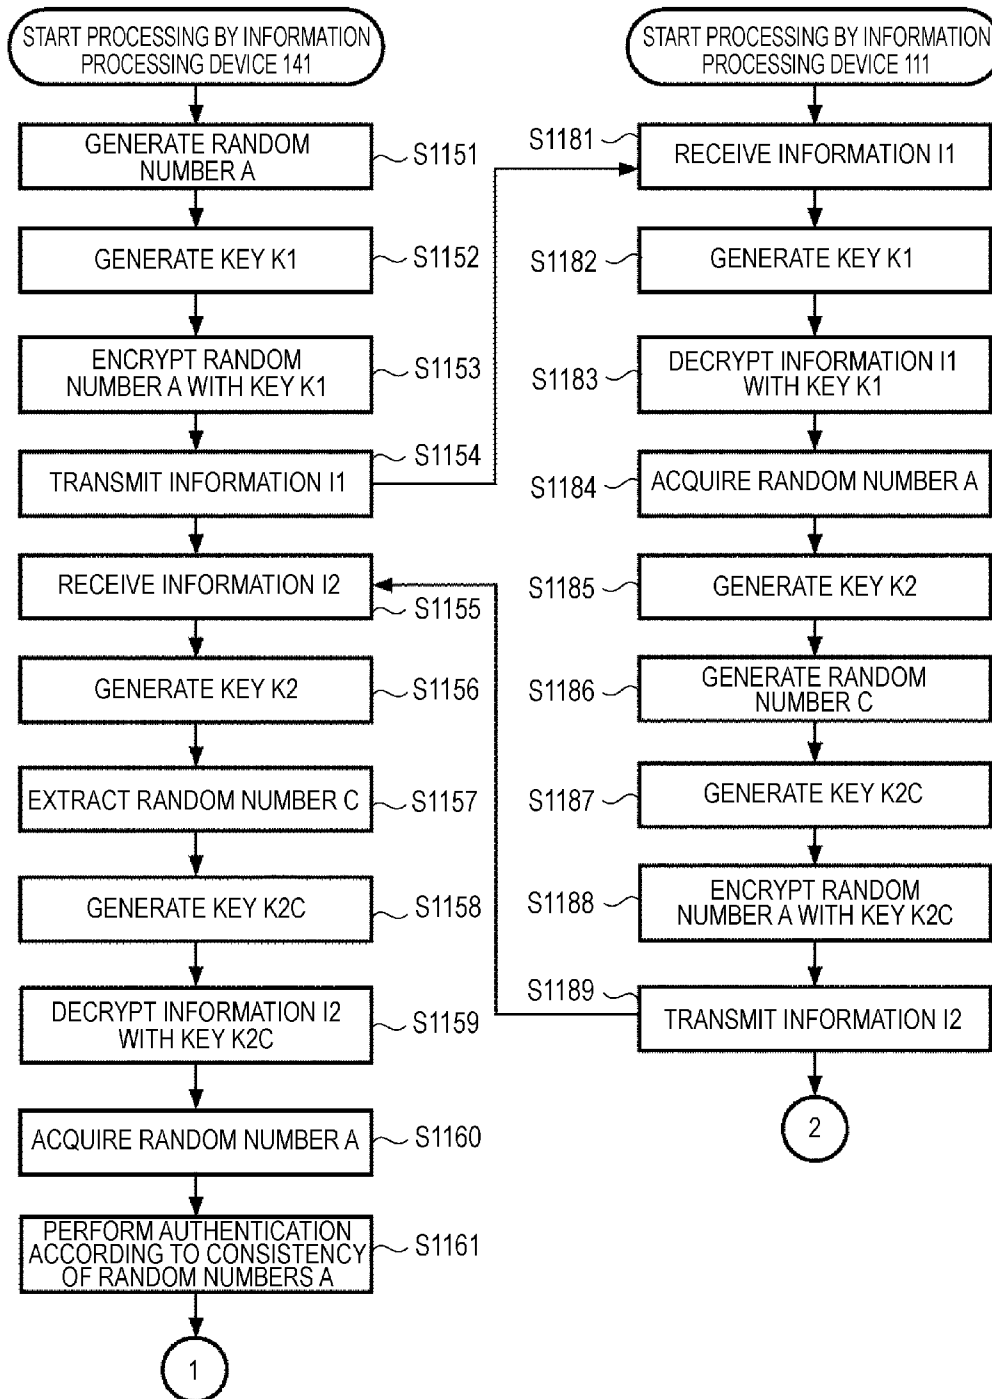 START PROCESSING BY INFORMATION
PROCESSING DEVICE 141
GENERATE RANDOM
NUMBER A
S1151
GENERATE KEY K1
S1152
ENCRYPT RANDOM
NUMBER A WITH KEY K1
S1153
TRANSMIT INFORMATION I1
S1154
RECEIVE INFORMATION I2
S1155
GENERATE KEY K2
S1156
EXTRACT RANDOM NUMBER C
S1157
GENERATE KEY K2C
S1158
DECRYPT INFORMATION I2
WITH KEY K2C
S1159
ACQUIRE RANDOM NUMBER A
S1160
PERFORM AUTHENTICATION
ACCORDING TO CONSISTENCY
OF RANDOM NUMBERS A
S1161
1
START PROCESSING BY INFORMATION
PROCESSING DEVICE 111
S1181
RECEIVE INFORMATION I1
S1182
GENERATE KEY K1
S1183
DECRYPT INFORMATION I1
WITH KEY K1
S1184
ACQUIRE RANDOM NUMBER A
S1185
GENERATE KEY K2
S1186
GENERATE RANDOM
NUMBER C
S1187
GENERATE KEY K2C
S1188
ENCRYPT RANDOM
NUMBER A WITH KEY K2C
S1189
TRANSMIT INFORMATION I2
2